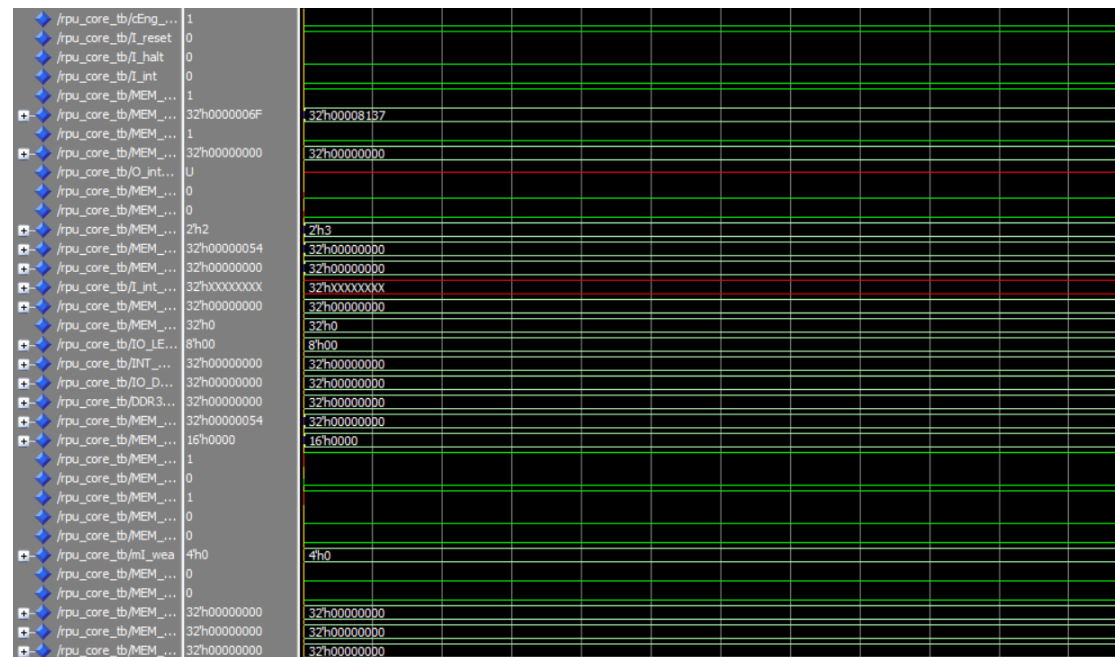 /rpu_core_tb/cEng_... 1
/rpu_core_tb/I_reset 0
/rpu_core_tb/I_halt 0
/rpu_core_tb/I_int 0
/rpu_core_tb/MEM_... 1
/rpu_core_tb/MEM_... 32'h0000006F 32'h00008137
/rpu_core_tb/MEM_... 1
/rpu_core_tb/MEM_... 32'h00000000 32'h00000000
/rpu_core_tb/O_int... U
/rpu_core_tb/MEM_... 0
/rpu_core_tb/MEM_... 0
/rpu_core_tb/MEM_... 2'h2 2'h3
/rpu_core_tb/MEM_... 32'h00000054 32'h00000000
/rpu_core_tb/MEM_... 32'h00000000 32'h00000000
/rpu_core_tb/I_int_... 32'hXXXXXXXX 32'hXXXXXXXX
/rpu_core_tb/MEM_... 32'h00000000 32'h00000000
/rpu_core_tb/MEM_... 32'h0 32'h0
/rpu_core_tb/IO_LE... 8'h00 8'h00
/rpu_core_tb/INT_... 32'h00000000 32'h00000000
/rpu_core_tb/IO_D... 32'h00000000 32'h00000000
/rpu_core_tb/DDR3... 32'h00000000 32'h00000000
/rpu_core_tb/MEM_... 32'h00000054 32'h00000000
/rpu_core_tb/MEM_... 16'h0000 16'h0000
/rpu_core_tb/MEM_... 1
/rpu_core_tb/MEM_... 0
/rpu_core_tb/MEM_... 1
/rpu_core_tb/MEM_... 0
/rpu_core_tb/MEM_... 0
/rpu_core_tb/mI_wea 4'h0 4'h0
/rpu_core_tb/MEM_... 0
/rpu_core_tb/MEM_... 0
/rpu_core_tb/MEM_... 32'h00000000 32'h00000000
/rpu_core_tb/MEM_... 32'h00000000 32'h00000000
/rpu_core_tb/MEM_... 32'h00000000 32'h00000000